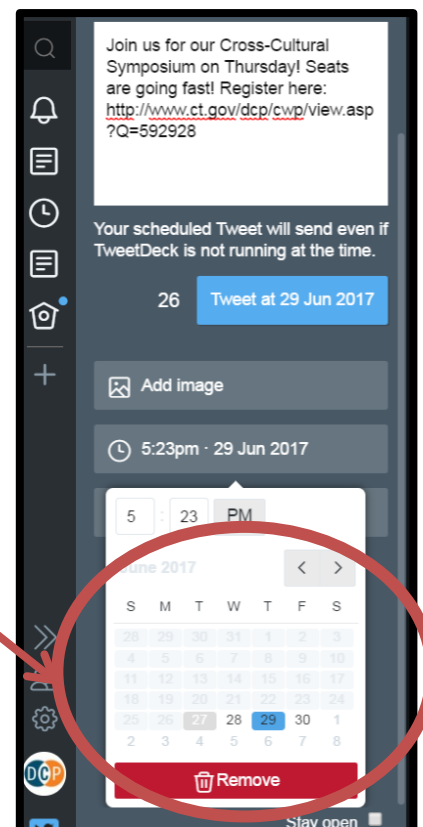 Join us for our Cross-Cultural
Symposium on Thursday! Seats
are going fast! Register here:
http://www.ct.gov/dcp/cwp/view.asp
?Q=592928
Your scheduled Tweet will send even if
TweetDeck is not running at the time.
26 Tweet at 29 Jun 2017
Add image
5:23pm · 29 Jun 2017
5 : 23 PM
June 2017 < >
S M T W T F S
28 29 30 31 1 2 3
4 5 6 7 8 9 10
11 12 13 14 15 16 17
18 19 20 21 22 23 24
25 26 27 28 29 30 1
2 3 4 5 6 7 8
Remove
DCP
Stay open